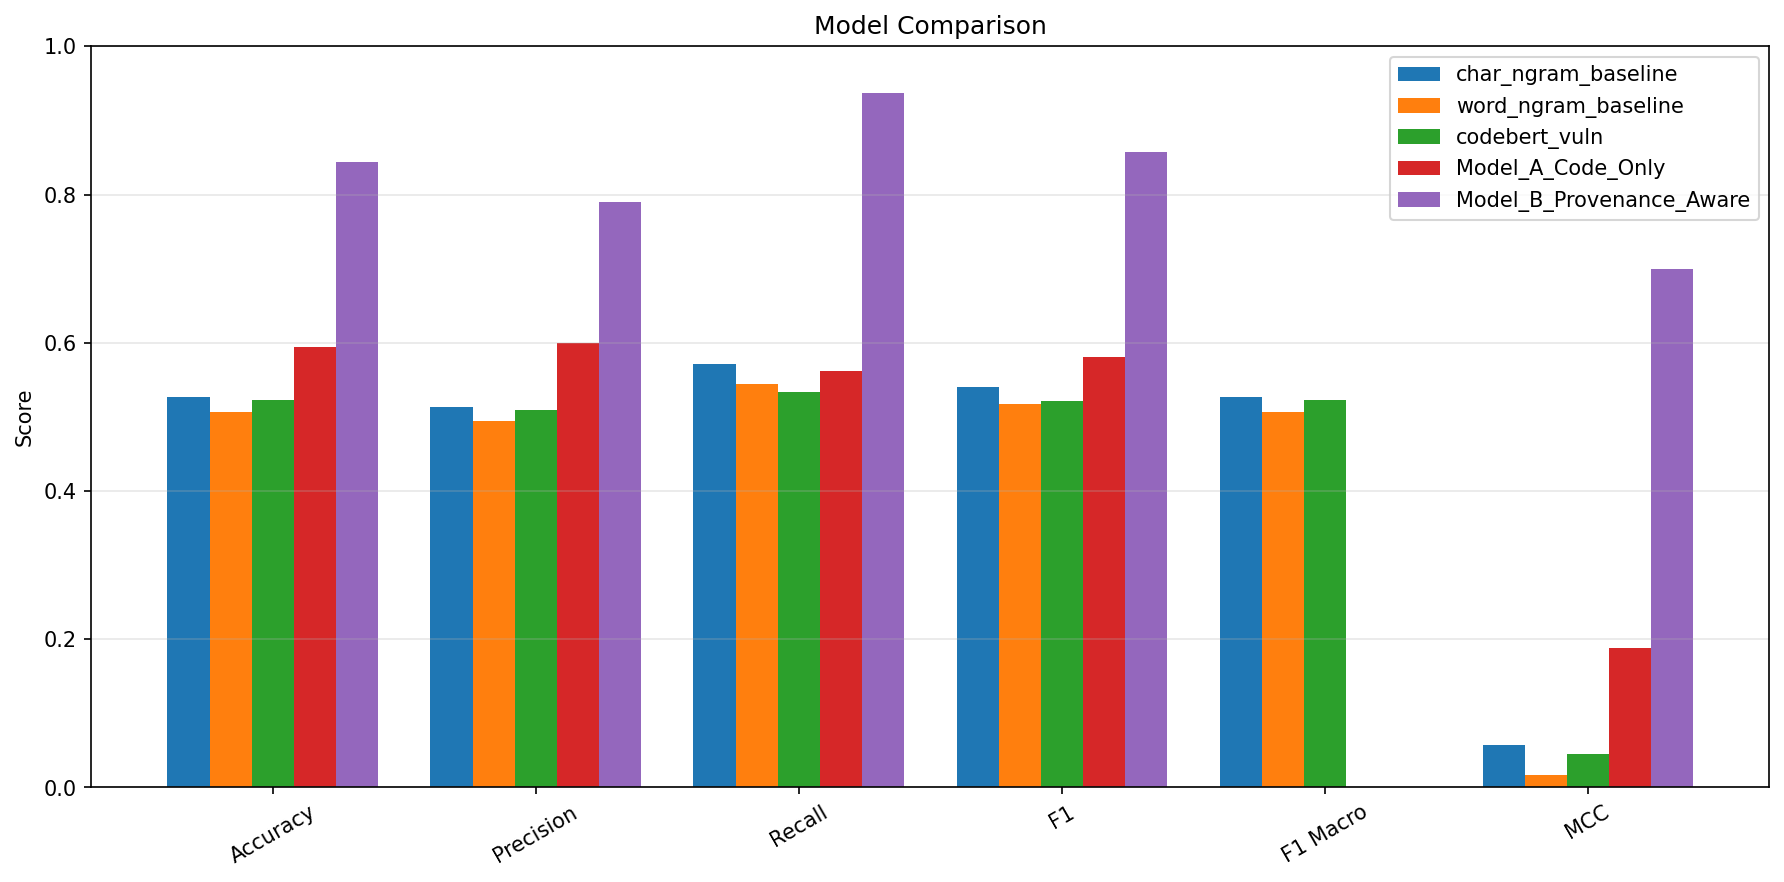 Model Comparison
char_ngram_baseline
word_ngram_baseline
codebert_vuln
Model_A_Code_Only
Model_B_Provenance_Aware
Score
1.0
0.8
0.6
0.4
0.2
0.0
Accuracy
Precision
Recall
F1
F1 Macro
MCC